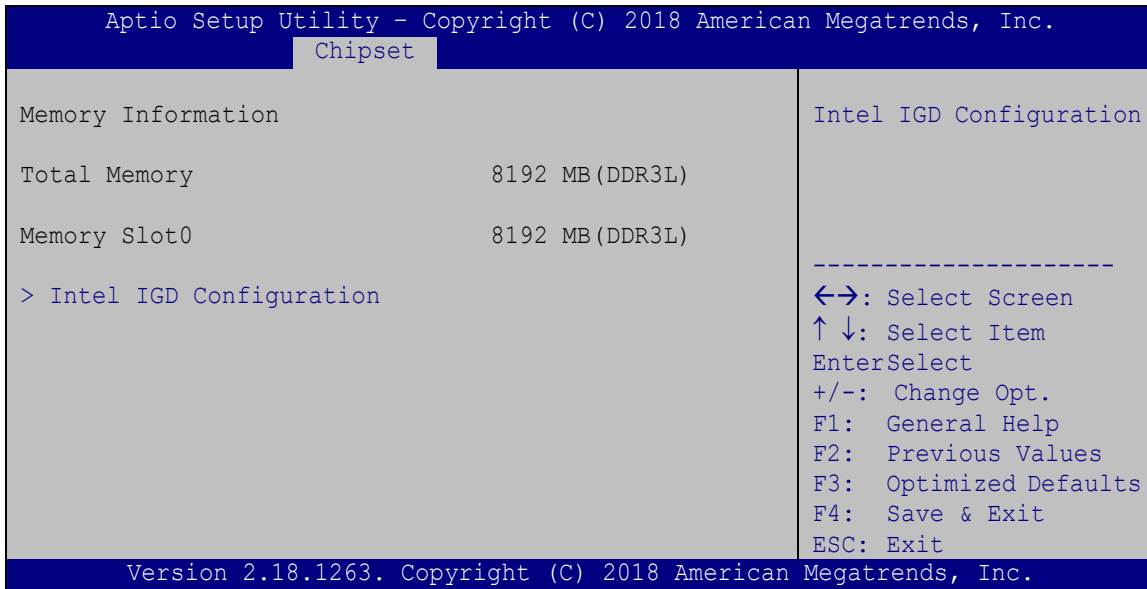 Aptio Setup Utility – Copyright (C) 2018 American Megatrends, Inc.
Chipset
Memory Information
Total Memory 8192 MB(DDR3L)
Memory Slot0 8192 MB(DDR3L)
> Intel IGD Configuration
Intel IGD Configuration
---------------------
←→: Select Screen
↑ ↓: Select Item
EnterSelect
+/-: Change Opt.
F1: General Help
F2: Previous Values
F3: Optimized Defaults
F4: Save & Exit
ESC: Exit
Version 2.18.1263. Copyright (C) 2018 American Megatrends, Inc.